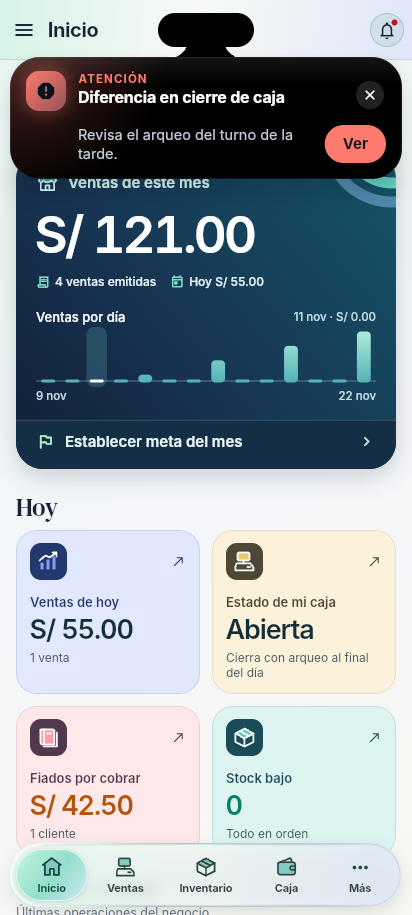 Inicio
ATENCIÓN
Diferencia en cierre de caja
Revisa el arqueo del turno de la
tarde.
Ver
Ventas de este mes
S/ 121.00
4 ventas emitidas
Hoy S/ 55.00
Ventas por día
11 nov · S/ 0.00
9 nov
22 nov
Establecer meta del mes
Hoy
Ventas de hoy
S/ 55.00
1 venta
Estado de mi caja
Abierta
Cierra con arqueo al final
del día
Fiados por cobrar
S/ 42.50
1 cliente
Stock bajo
0
Todo en orden
Inicio
Ventas
Inventario
Caja
Más
Últimas operaciones del negocio